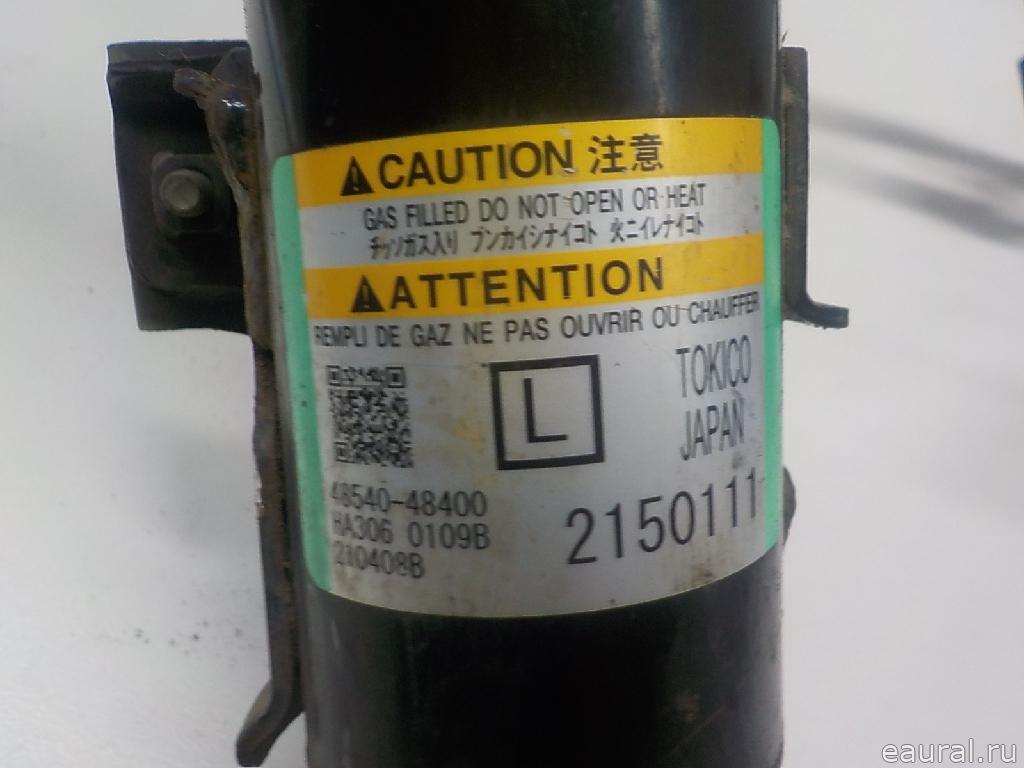 CAUTION 注意
GAS FILLED DO NOT OPEN OR HEAT
チッソガス入リ ブンカイシナイコト 火ニイレナイコト
ATTENTION
REMPLI DE GAZ NE PAS OUVRIR OU CHAUFFER
L
TOKICO
JAPAN
48540-48400
HA306 0109B
210408B
2150111
eaural.ru